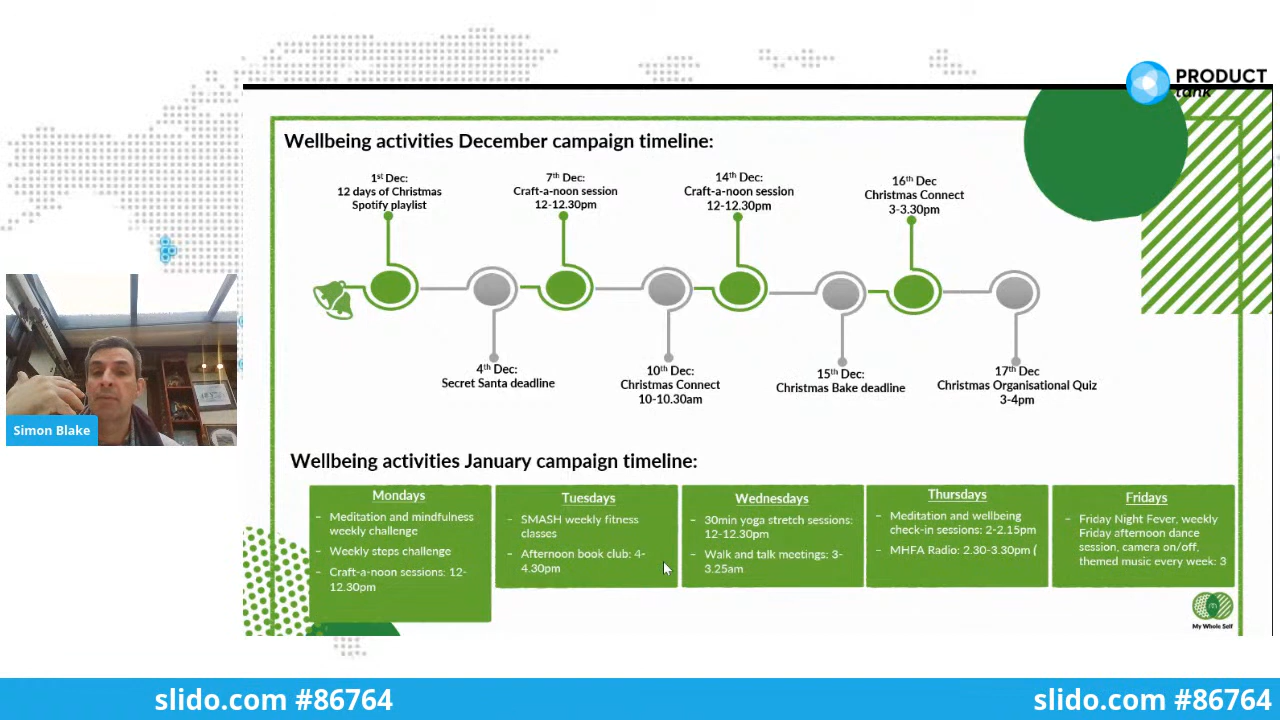 PRODUCT
tank
Wellbeing activities December campaign timeline:
1st Dec:
12 days of Christmas
Spotify playlist
7th Dec:
Craft-a-noon session
12-12.30pm
14th Dec:
Craft-a-noon session
12-12.30pm
16th Dec
Christmas Connect
3-3.30pm
4th Dec:
Secret Santa deadline
10th Dec:
Christmas Connect
10-10.30am
15th Dec:
Christmas Bake deadline
17th Dec
Christmas Organisational Quiz
3-4pm
Simon Blake
Wellbeing activities January campaign timeline:
Mondays
– Meditation and mindfulness
weekly challenge
– Weekly steps challenge
– Craft-a-noon sessions: 12-
12.30pm
Tuesdays
– SMASH weekly fitness
classes
– Afternoon book club: 4-
4.30pm
Wednesdays
– 30min yoga stretch sessions:
12-12.30pm
– Walk and talk meetings: 3-
3.25am
Thursdays
– Meditation and wellbeing
check-in sessions: 2-2.15pm
– MHFA Radio: 2.30-3.30pm (
Fridays
– Friday Night Fever, weekly
Friday afternoon dance
session, camera on/off,
themed music every week: 3
My Whole Self
slido.com #86764
slido.com #86764